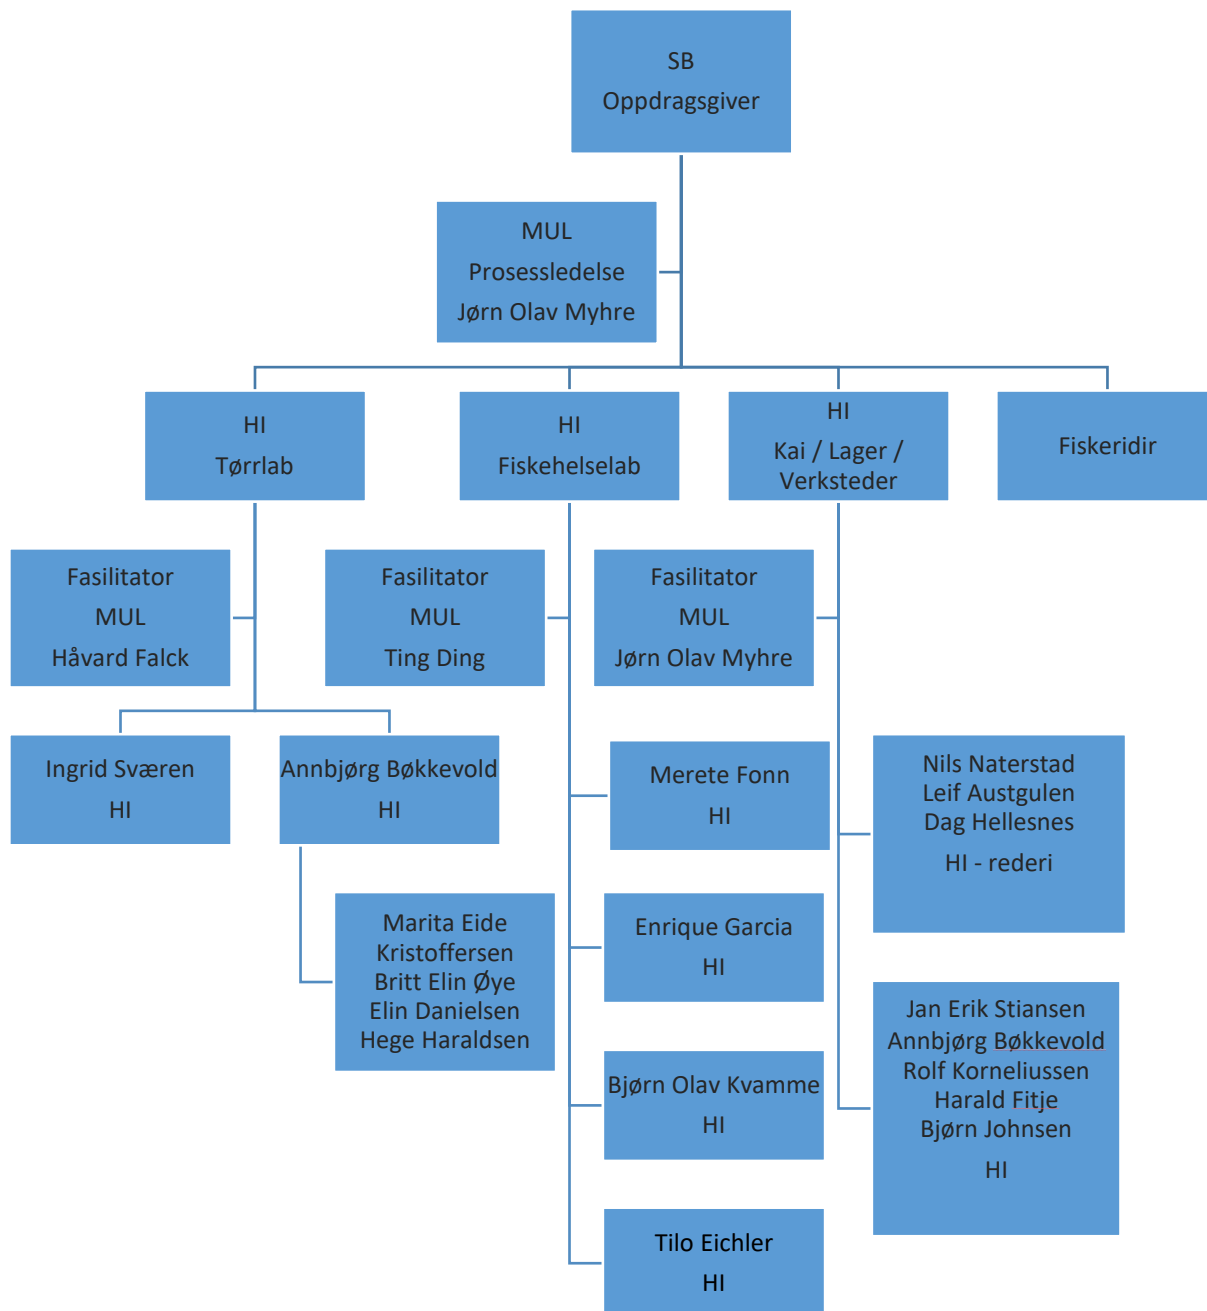 SB
Oppdragsgiver
MUL
Prosessledelse
Jørn Olav Myhre
HI
Tørrlab
HI
Fiskehelselab
HI
Kai / Lager /
Verksteder
Fiskeridir
Fasilitator
MUL
Håvard Falck
Fasilitator
MUL
Ting Ding
Fasilitator
MUL
Jørn Olav Myhre
Ingrid Sværen
HI
Annbjørg Bøkkevold
HI
Marita Eide
Kristoffersen
Britt Elin Øye
Elin Danielsen
Hege Haraldsen
Merete Fonn
HI
Enrique Garcia
HI
Bjørn Olav Kvamme
HI
Tilo Eichler
HI
Nils Naterstad
Leif Austgulen
Dag Hellesnes
HI - rederi
Jan Erik Stiansen
Annbjørg Bøkkevold
Rolf Korneliussen
Harald Fitje
Bjørn Johnsen
HI